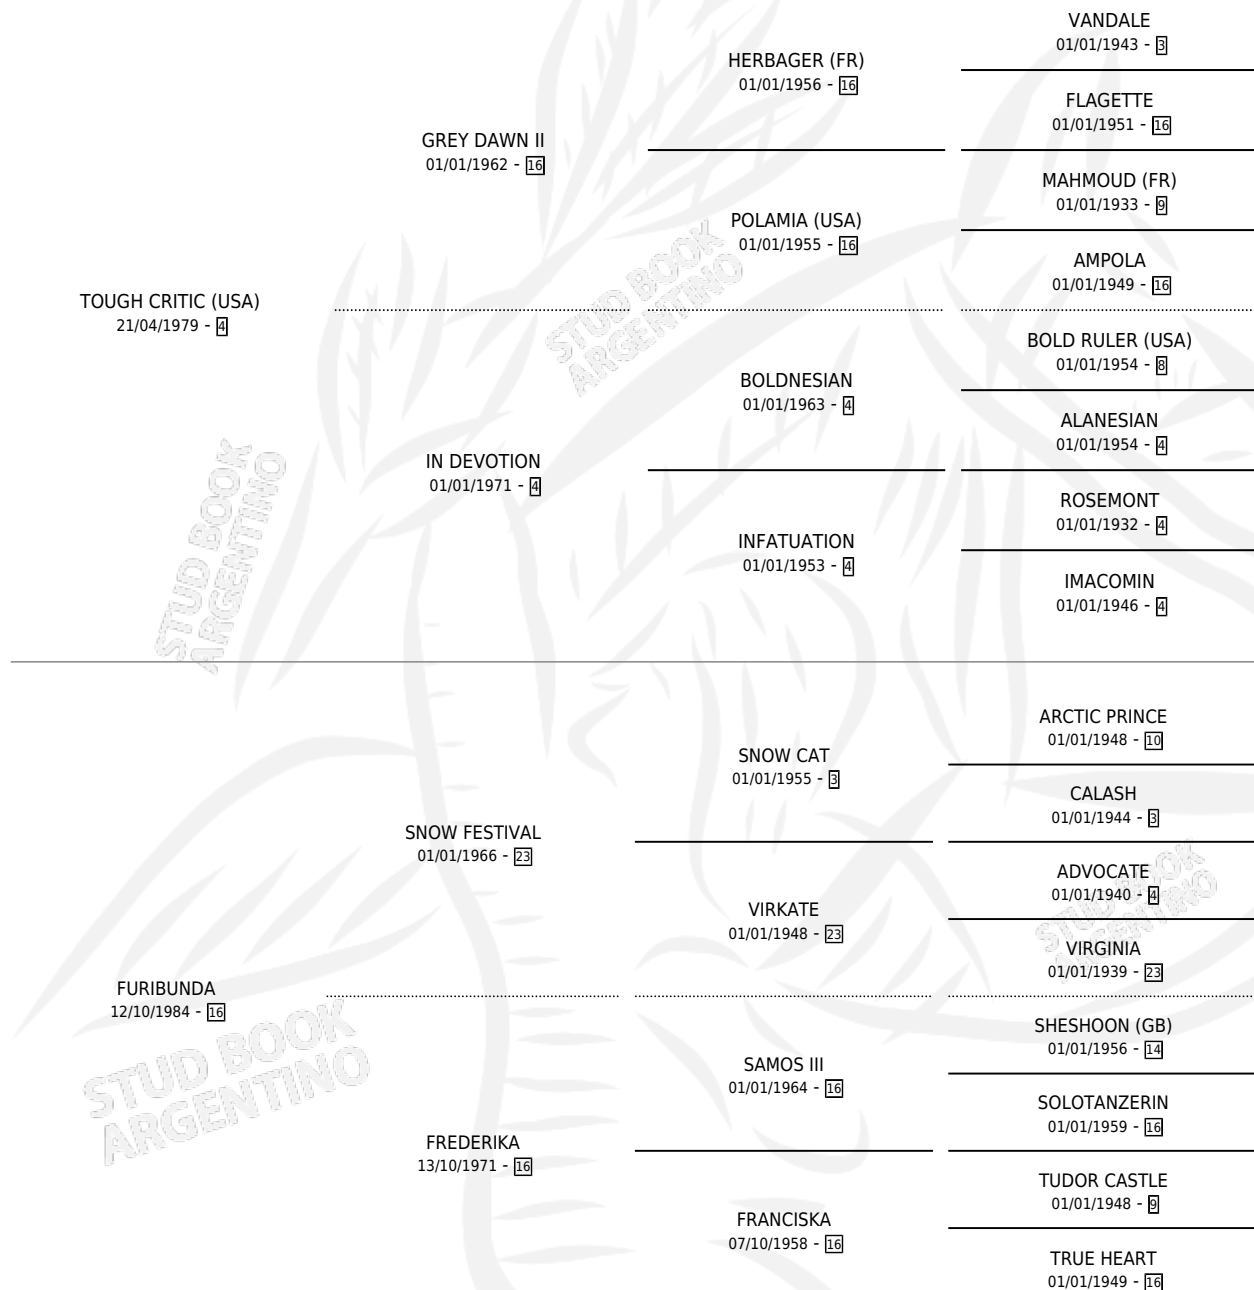 VANDALE
01/01/1943 - 3
HERBAGER (FR)
01/01/1956 - 16
FLAGETTE
01/01/1951 - 16
GREY DAWN II
01/01/1962 - 16
MAHMOUD (FR)
01/01/1933 - 9
POLAMIA (USA)
01/01/1955 - 16
AMPOLA
01/01/1949 - 16
TOUGH CRITIC (USA)
21/04/1979 - 4
BOLD RULER (USA)
01/01/1954 - 8
BOLDNESIAN
01/01/1963 - 4
ALANESIAN
01/01/1954 - 4
IN DEVOTION
01/01/1971 - 4
ROSEMONT
01/01/1932 - 4
INFATUATION
01/01/1953 - 4
IMACOMIN
01/01/1946 - 4
ARCTIC PRINCE
01/01/1948 - 10
SNOW CAT
01/01/1955 - 3
CALASH
01/01/1944 - 3
SNOW FESTIVAL
01/01/1966 - 23
ADVOCATE
01/01/1940 - 4
VIRKATE
01/01/1948 - 23
VIRGINIA
01/01/1939 - 23
FURIBUNDA
12/10/1984 - 16
SHESHOON (GB)
01/01/1956 - 14
SAMOS III
01/01/1964 - 16
SOLOTANZERIN
01/01/1959 - 16
FREDERIKA
13/10/1971 - 16
TUDOR CASTLE
01/01/1948 - 9
FRANCISKA
07/10/1958 - 16
TRUE HEART
01/01/1949 - 16
STUD BOOK
ARGENTINO
STUD BOOK
ARGENTINO
STUD BOOK
ARGENTINO
STUD BOOK
ARGENTINO